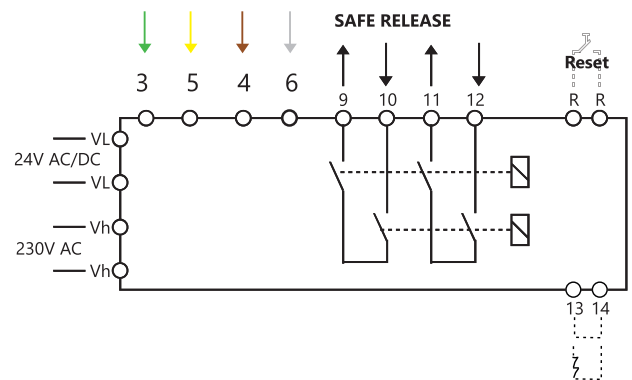 SAFE RELEASE
Reset
3 5 4 6
9 10 11 12 R R
VL
24V AC/DC
VL
Vh
230V AC
Vh
13 14